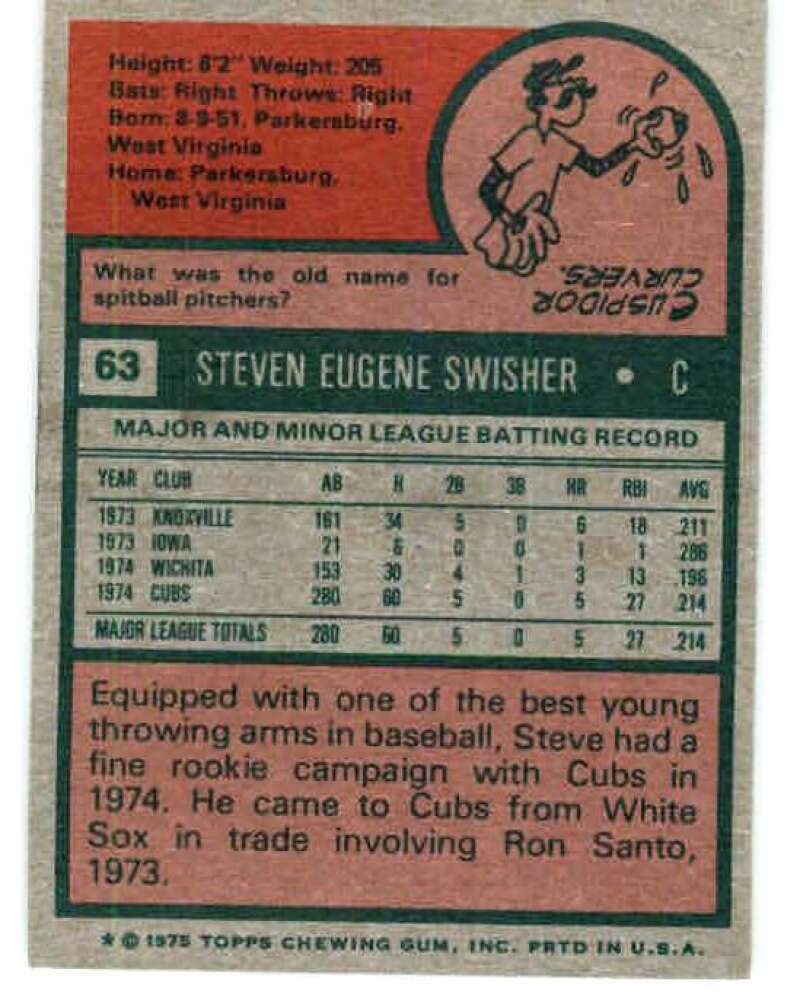 Height: 6'2" Weight: 205
Bats: Right Throws: Right
Born: 8-9-51, Parkersburg,
West Virginia
Home: Parkersburg,
West Virginia
What was the old name for
spitball pitchers?
CUSPIDOR
CURVERS.
63 STEVEN EUGENE SWISHER • C
MAJOR AND MINOR LEAGUE BATTING RECORD
YEAR CLUB AB H 2B 3B HR RBI AVG
1973 KNOXVILLE 161 34 5 0 6 18 .211
1973 IOWA 21 6 0 0 1 1 .286
1974 WICHITA 153 30 4 1 3 13 .196
1974 CUBS 280 60 5 0 5 27 .214
MAJOR LEAGUE TOTALS 280 60 5 0 5 27 .214
Equipped with one of the best young
throwing arms in baseball, Steve had a
fine rookie campaign with Cubs in
1974. He came to Cubs from White
Sox in trade involving Ron Santo,
1973.
* © 1975 TOPPS CHEWING GUM, INC. PRTD IN U.S.A.